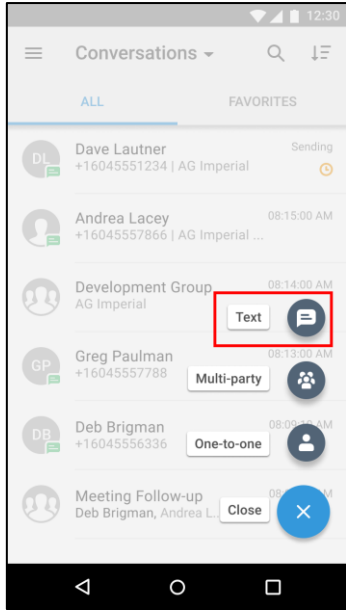 12:30
Conversations
ALL FAVORITES
DL Dave Lautner Sending
+16045551234 | AG Imperial
Andrea Lacey 08:15:00 AM
+16045557866 | AG Imperial ...
Development Group 08:14:00 AM
AG Imperial
Text
GP Greg Paulman 08:13:00 AM
+16045557788
Multi-party
DB Deb Brigman
+16045556336
One-to-one
Meeting Follow-up
Deb Brigman, Andrea L..
Close